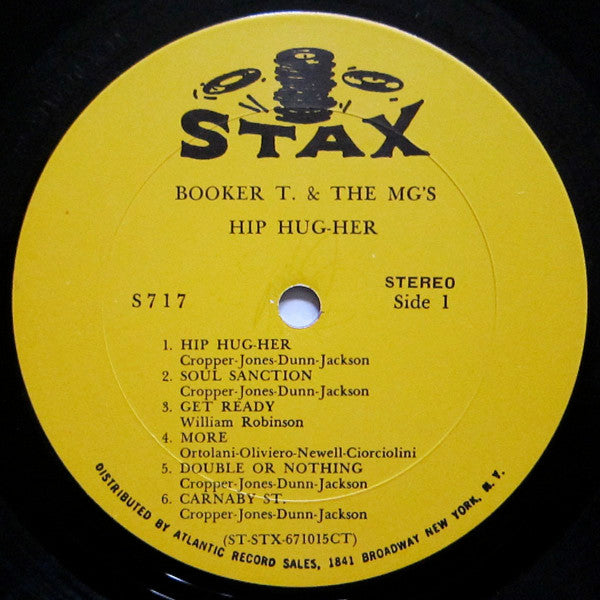 STAX
BOOKER T. & THE MG'S
HIP HUG-HER
S717
STEREO
Side 1
1. HIP HUG-HER
Cropper-Jones-Dunn-Jackson
2. SOUL SANCTION
Cropper-Jones-Dunn-Jackson
3. GET READY
William Robinson
4. MORE
Ortolani-Oliviero-Newell-Ciorciolini
5. DOUBLE OR NOTHING
Cropper-Jones-Dunn-Jackson
6. CARNABY ST.
Cropper-Jones-Dunn-Jackson
(ST-STX-671015CT)
DISTRIBUTED BY ATLANTIC RECORD SALES, 1841 BROADWAY NEW YORK, N. Y.